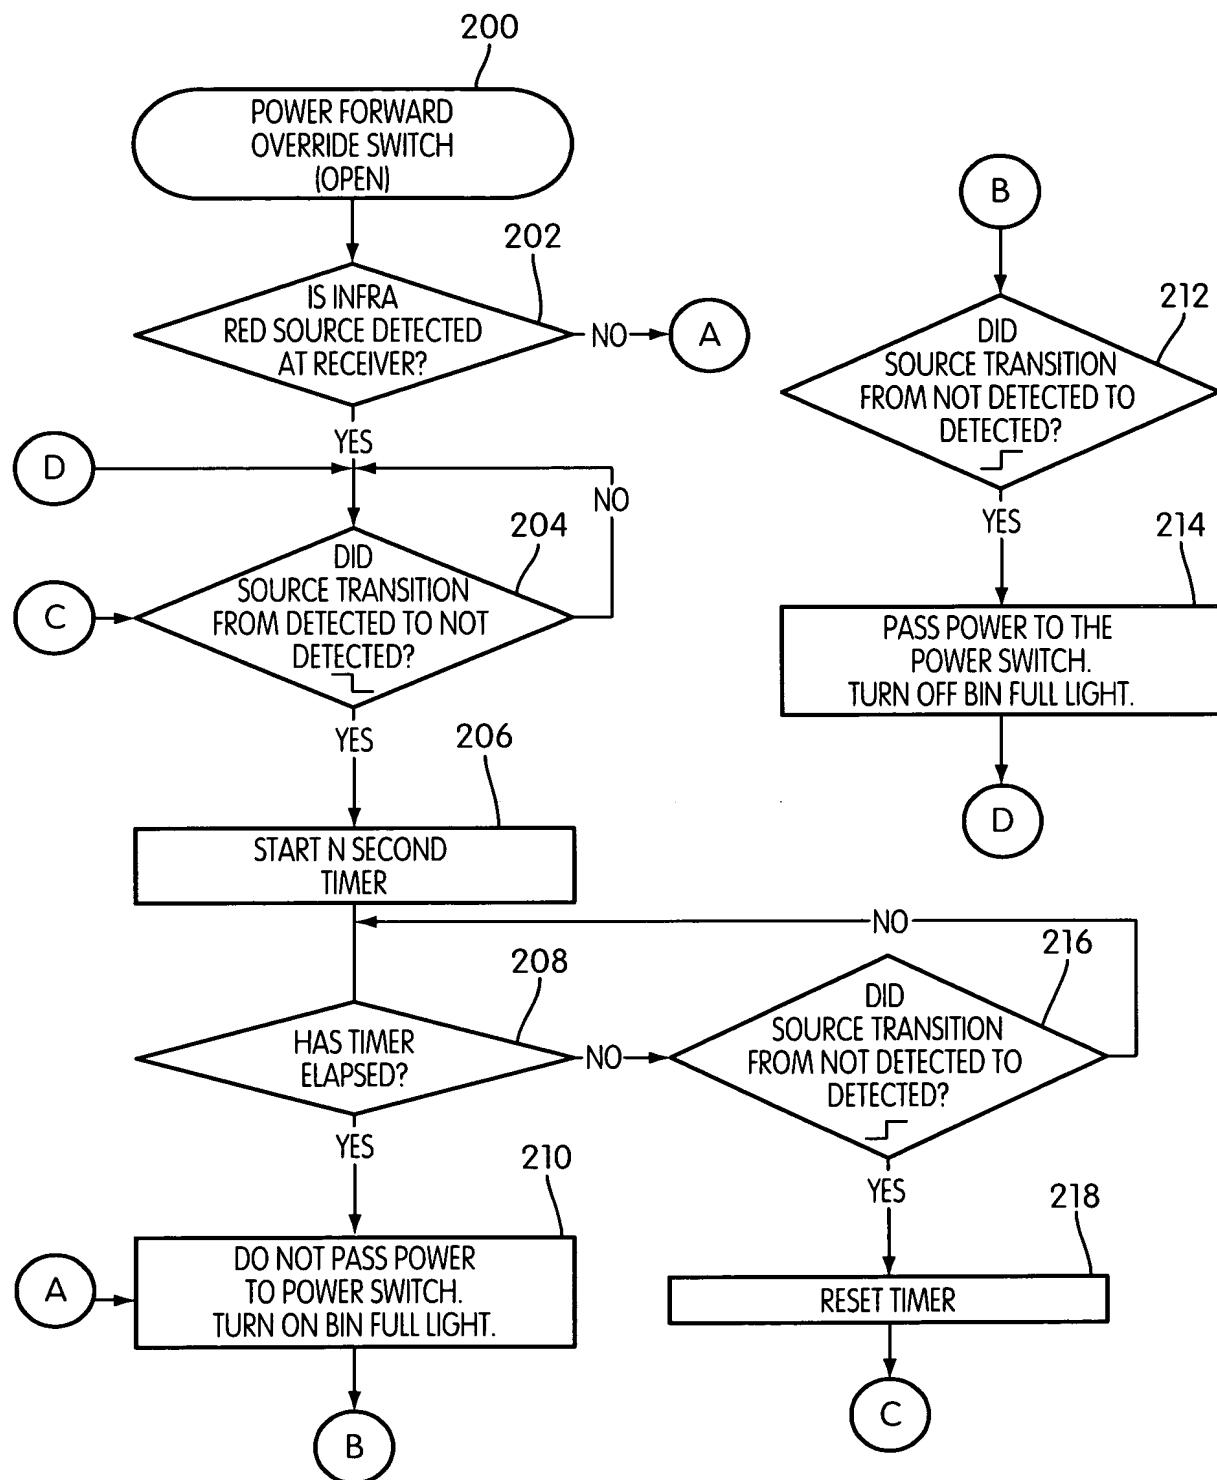 200
POWER FORWARD
OVERRIDE SWITCH
(OPEN)
202
IS INFRA
RED SOURCE DETECTED
AT RECEIVER?
NO
A
YES
D
NO
204
DID
SOURCE TRANSITION
FROM DETECTED TO NOT
DETECTED?
C
YES
206
START N SECOND
TIMER
208
HAS TIMER
ELAPSED?
NO
YES
210
A
DO NOT PASS POWER
TO POWER SWITCH.
TURN ON BIN FULL LIGHT.
B
B
212
DID
SOURCE TRANSITION
FROM NOT DETECTED TO
DETECTED?
YES
214
PASS POWER TO THE
POWER SWITCH.
TURN OFF BIN FULL LIGHT.
D
NO
216
DID
SOURCE TRANSITION
FROM NOT DETECTED TO
DETECTED?
YES
218
RESET TIMER
C